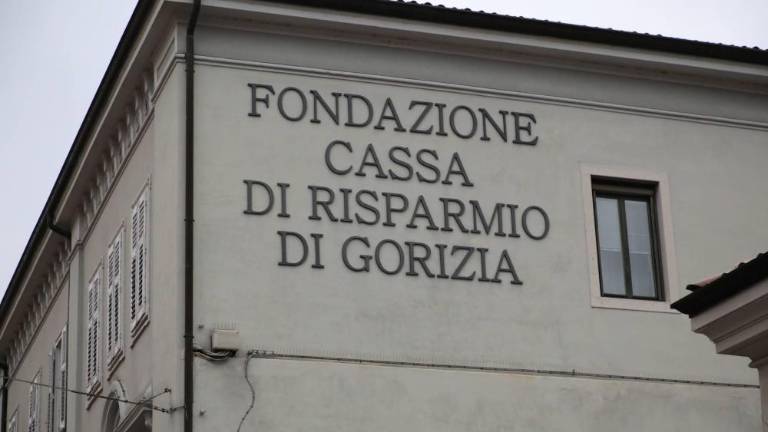 FONDAZIONE
CASSA
DI RISPARMIO
DI GORIZIA